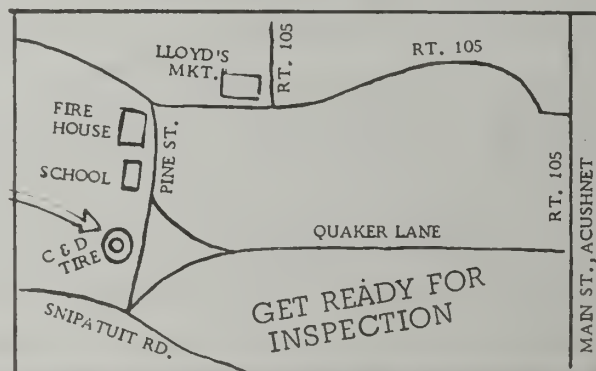 LLOYD'S
MKT.
RT. 105
RT. 105
FIRE
HOUSE
PINE ST.
SCHOOL
RT. 105
C & D
TIRE
QUAKER LANE
MAIN ST., ACUSHNET
GET READY FOR
INSPECTION
SNIPATUIT RD.